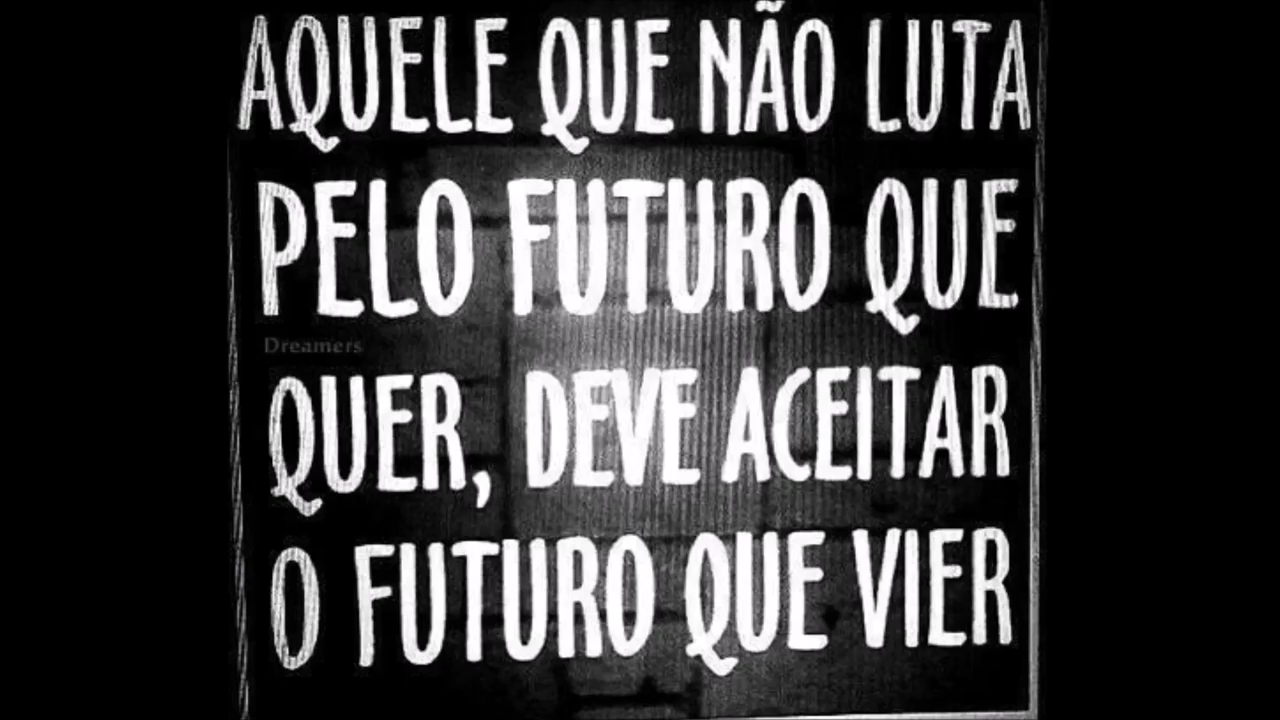 AQUELE QUE NÃO LUTA
PELO FUTURO QUE
Dreamers
QUER, DEVE ACEITAR
O FUTURO QUE VIER